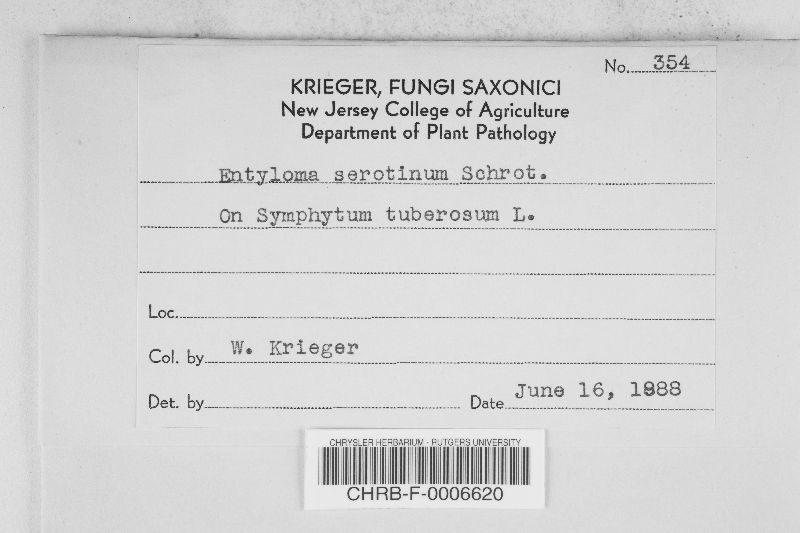 No. 354
KRIEGER, FUNGI SAXONICI
New Jersey College of Agriculture
Department of Plant Pathology
Entyloma serotinum Schrot.
On Symphytum tuberosum L.
Loc.
Col. by W. Krieger
Det. by Date June 16, 1888
CHRYSLER HERBARIUM - RUTGERS UNIVERSITY
CHRB-F-0006620